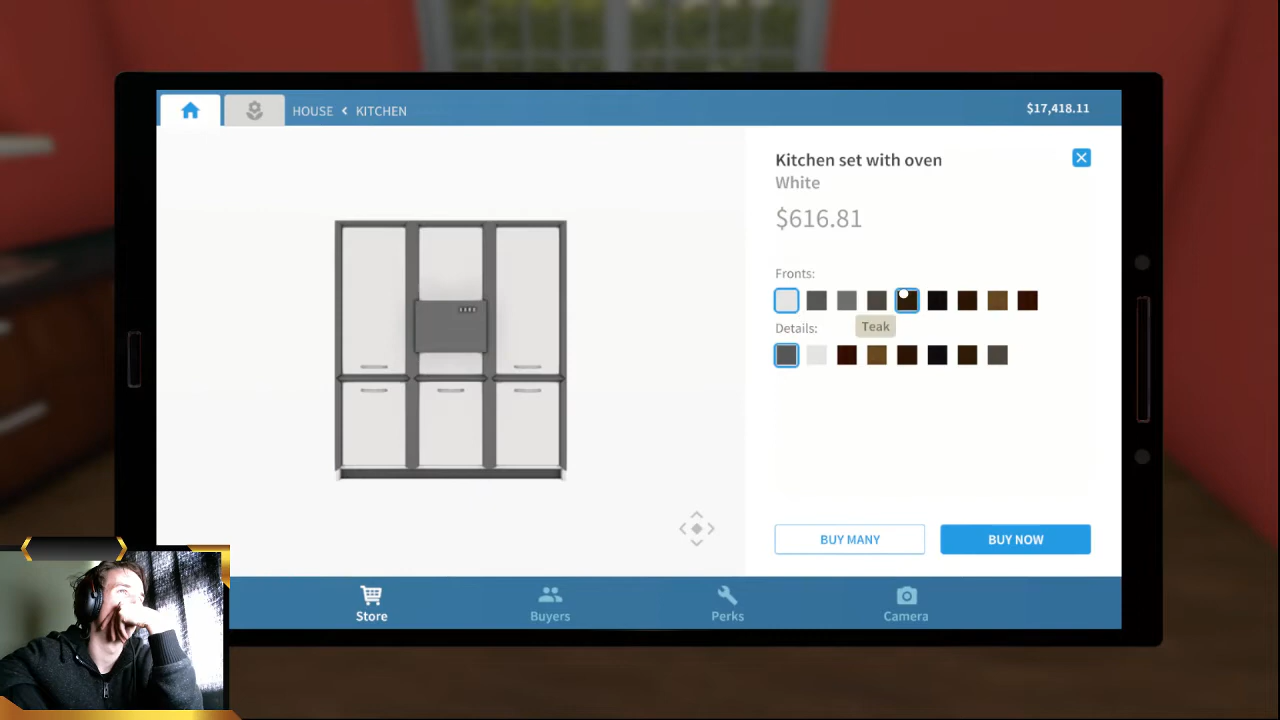 HOUSE < KITCHEN
$17,418.11
Kitchen set with oven
White
$616.81
Fronts:
Teak
Details:
BUY MANY
BUY NOW
Store
Buyers
Perks
Camera